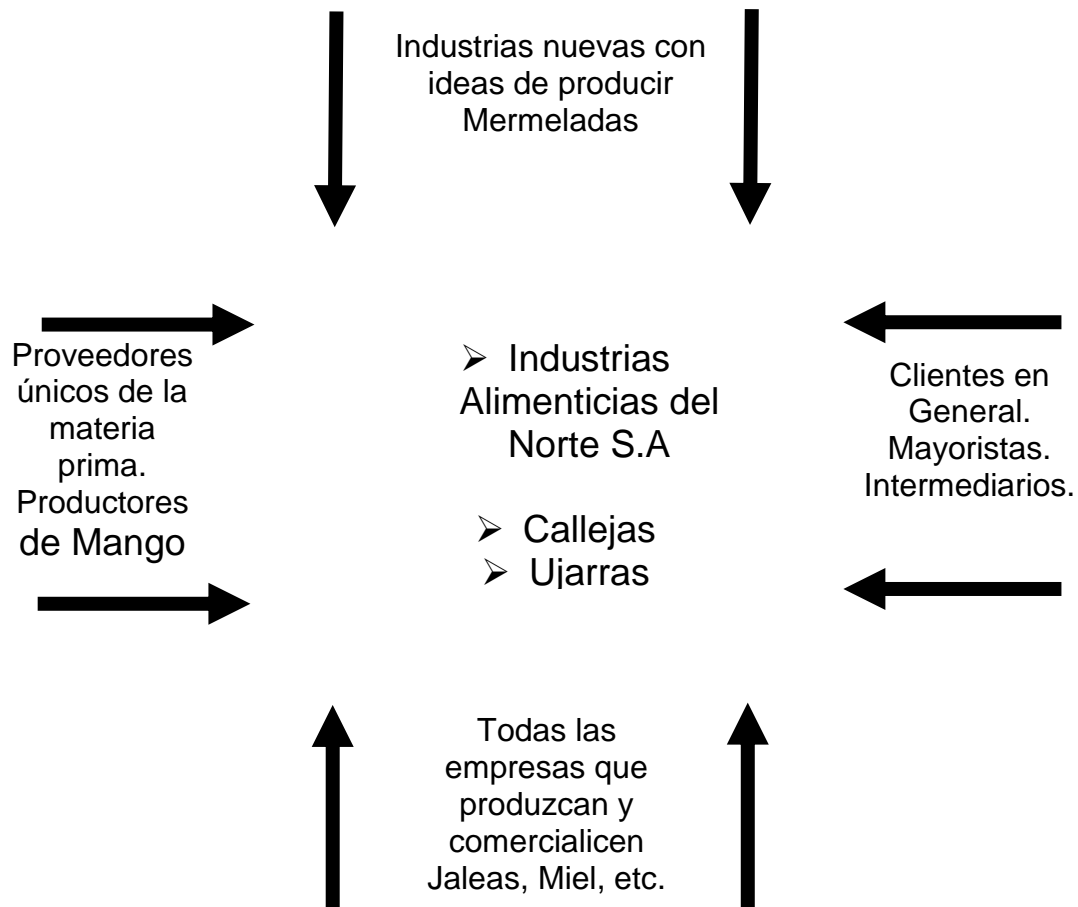 Industrias nuevas con
ideas de producir
Mermeladas
Proveedores
únicos de la
materia
prima.
Productores
de Mango
➢ Industrias
Alimenticias del
Norte S.A
➢ Callejas
➢ Ujarras
Clientes en
General.
Mayoristas.
Intermediarios.
Todas las
empresas que
produzcan y
comercialicen
Jaleas, Miel, etc.